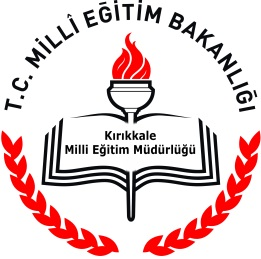 T.C. MİLLÎ EĞİTİM BAKANLIĞI
Kırıkkale
Milli Eğitim Müdürlüğü